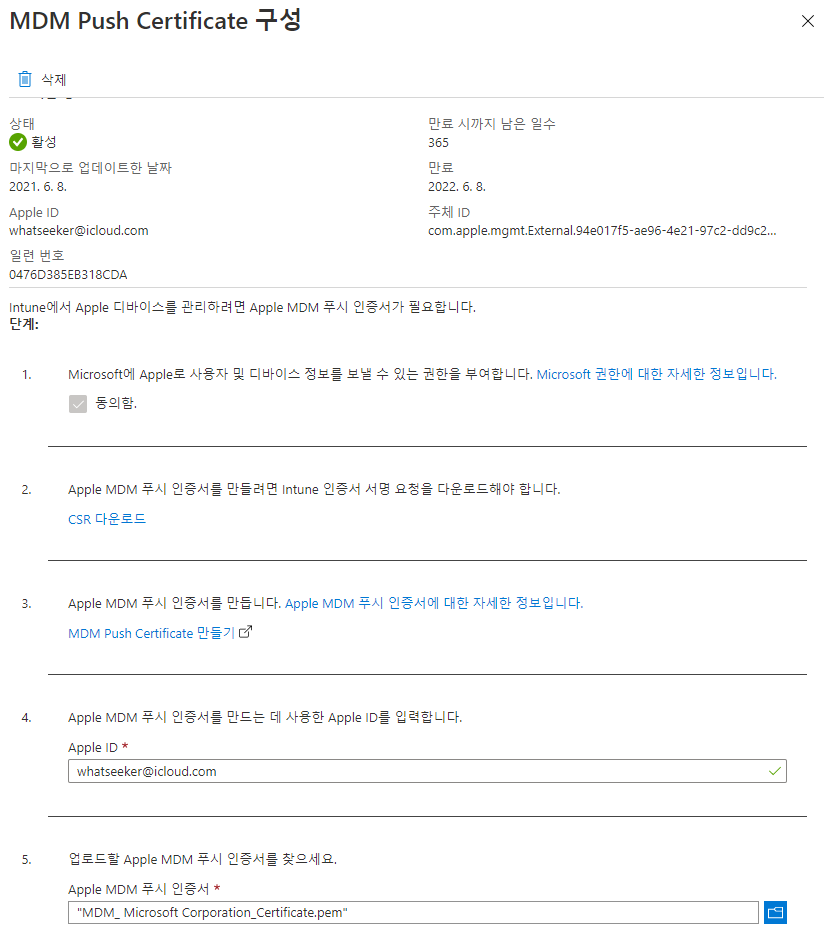 MDM Push Certificate 구성
삭제
상태
만료 시까지 남은 일수
활성
365
마지막으로 업데이트한 날짜
만료
2021. 6. 8.
2022. 6. 8.
Apple ID
주체 ID
whatseeker@icloud.com
com.apple.mgmt.External.94e017f5-ae96-4e21-97c2-dd9c2...
일련 번호
0476D385EB318CDA
Intune에서 Apple 디바이스를 관리하려면 Apple MDM 푸시 인증서가 필요합니다.
단계:
1. Microsoft에 Apple로 사용자 및 디바이스 정보를 보낼 수 있는 권한을 부여합니다. Microsoft 권한에 대한 자세한 정보입니다.
동의함.
2. Apple MDM 푸시 인증서를 만들려면 Intune 인증서 서명 요청을 다운로드해야 합니다.
CSR 다운로드
3. Apple MDM 푸시 인증서를 만듭니다. Apple MDM 푸시 인증서에 대한 자세한 정보입니다.
MDM Push Certificate 만들기
4. Apple MDM 푸시 인증서를 만드는 데 사용한 Apple ID를 입력합니다.
Apple ID *
whatseeker@icloud.com
5. 업로드할 Apple MDM 푸시 인증서를 찾으세요.
Apple MDM 푸시 인증서 *
"MDM_ Microsoft Corporation_Certificate.pem"